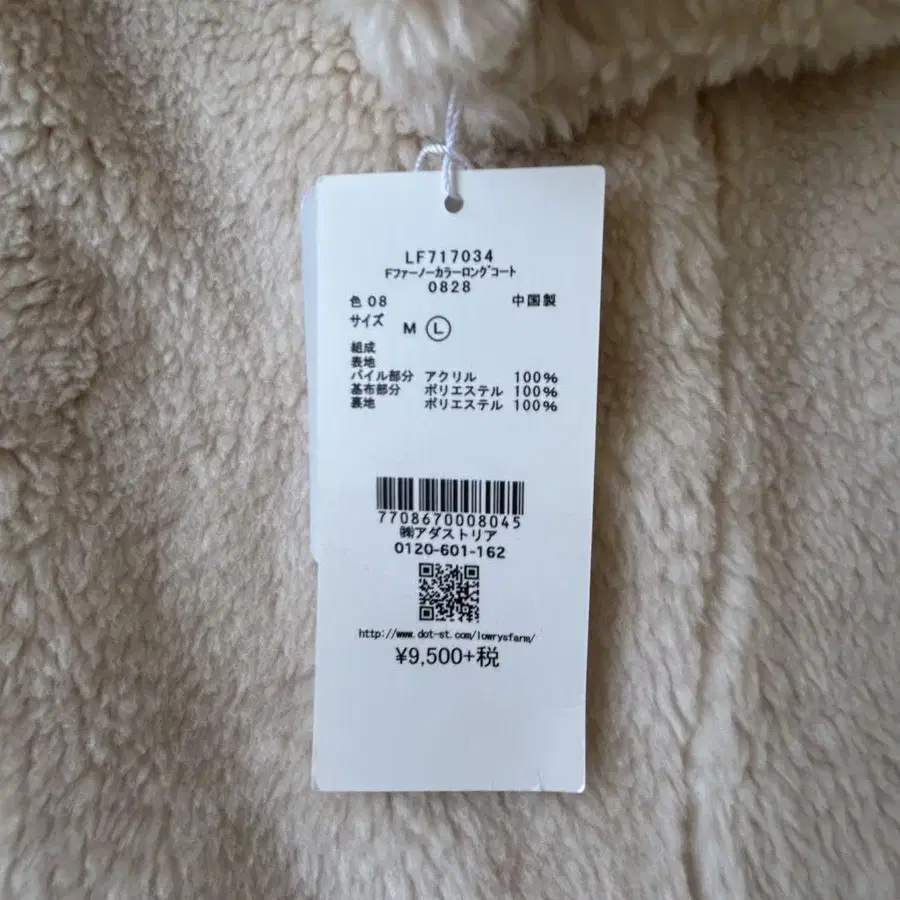 LF717034
Fファーノーカラーロングコート
0828
色 08 中国製
サイズ M Ⓛ
組成
表地
パイル部分 アクリル 100%
基布部分 ポリエステル 100%
裏地 ポリエステル 100%
7708670008045
㈱アダストリア
0120-601-162
http://www.dot-st.com/lowrysfarm/
¥9,500+税